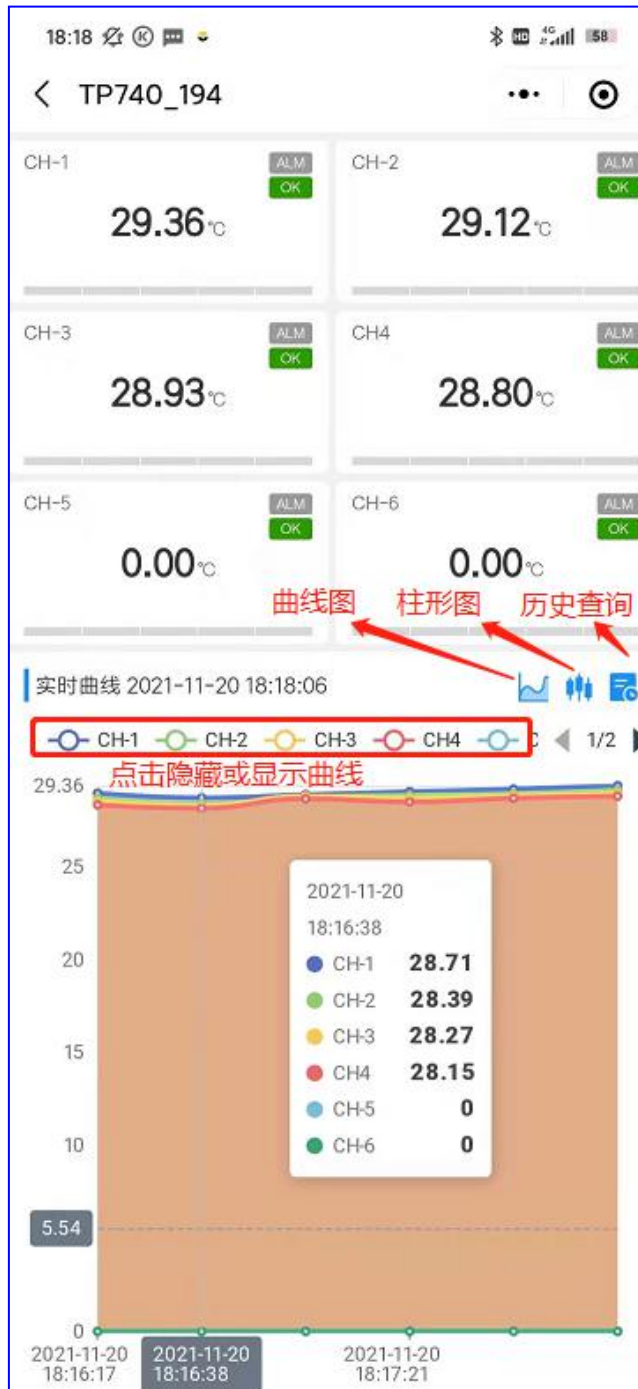 18:18 K HD 4G 58
TP740_194
CH-1 ALM CH-2 ALM
OK OK
29.36℃ 29.12℃
CH-3 ALM CH4 ALM
OK OK
28.93℃ 28.80℃
CH-5 ALM CH-6 ALM
OK OK
0.00℃ 0.00℃
曲线图 柱形图 历史查询
实时曲线 2021-11-20 18:18:06
CH-1 CH-2 CH-3 CH4 1/2
点击隐藏或显示曲线
29.36
25
20
15
10
5.54
0
2021-11-20
18:16:38
CH-1 28.71
CH-2 28.39
CH-3 28.27
CH4 28.15
CH-5 0
CH-6 0
2021-11-20 2021-11-20 2021-11-20
18:16:17 18:16:38 18:17:21